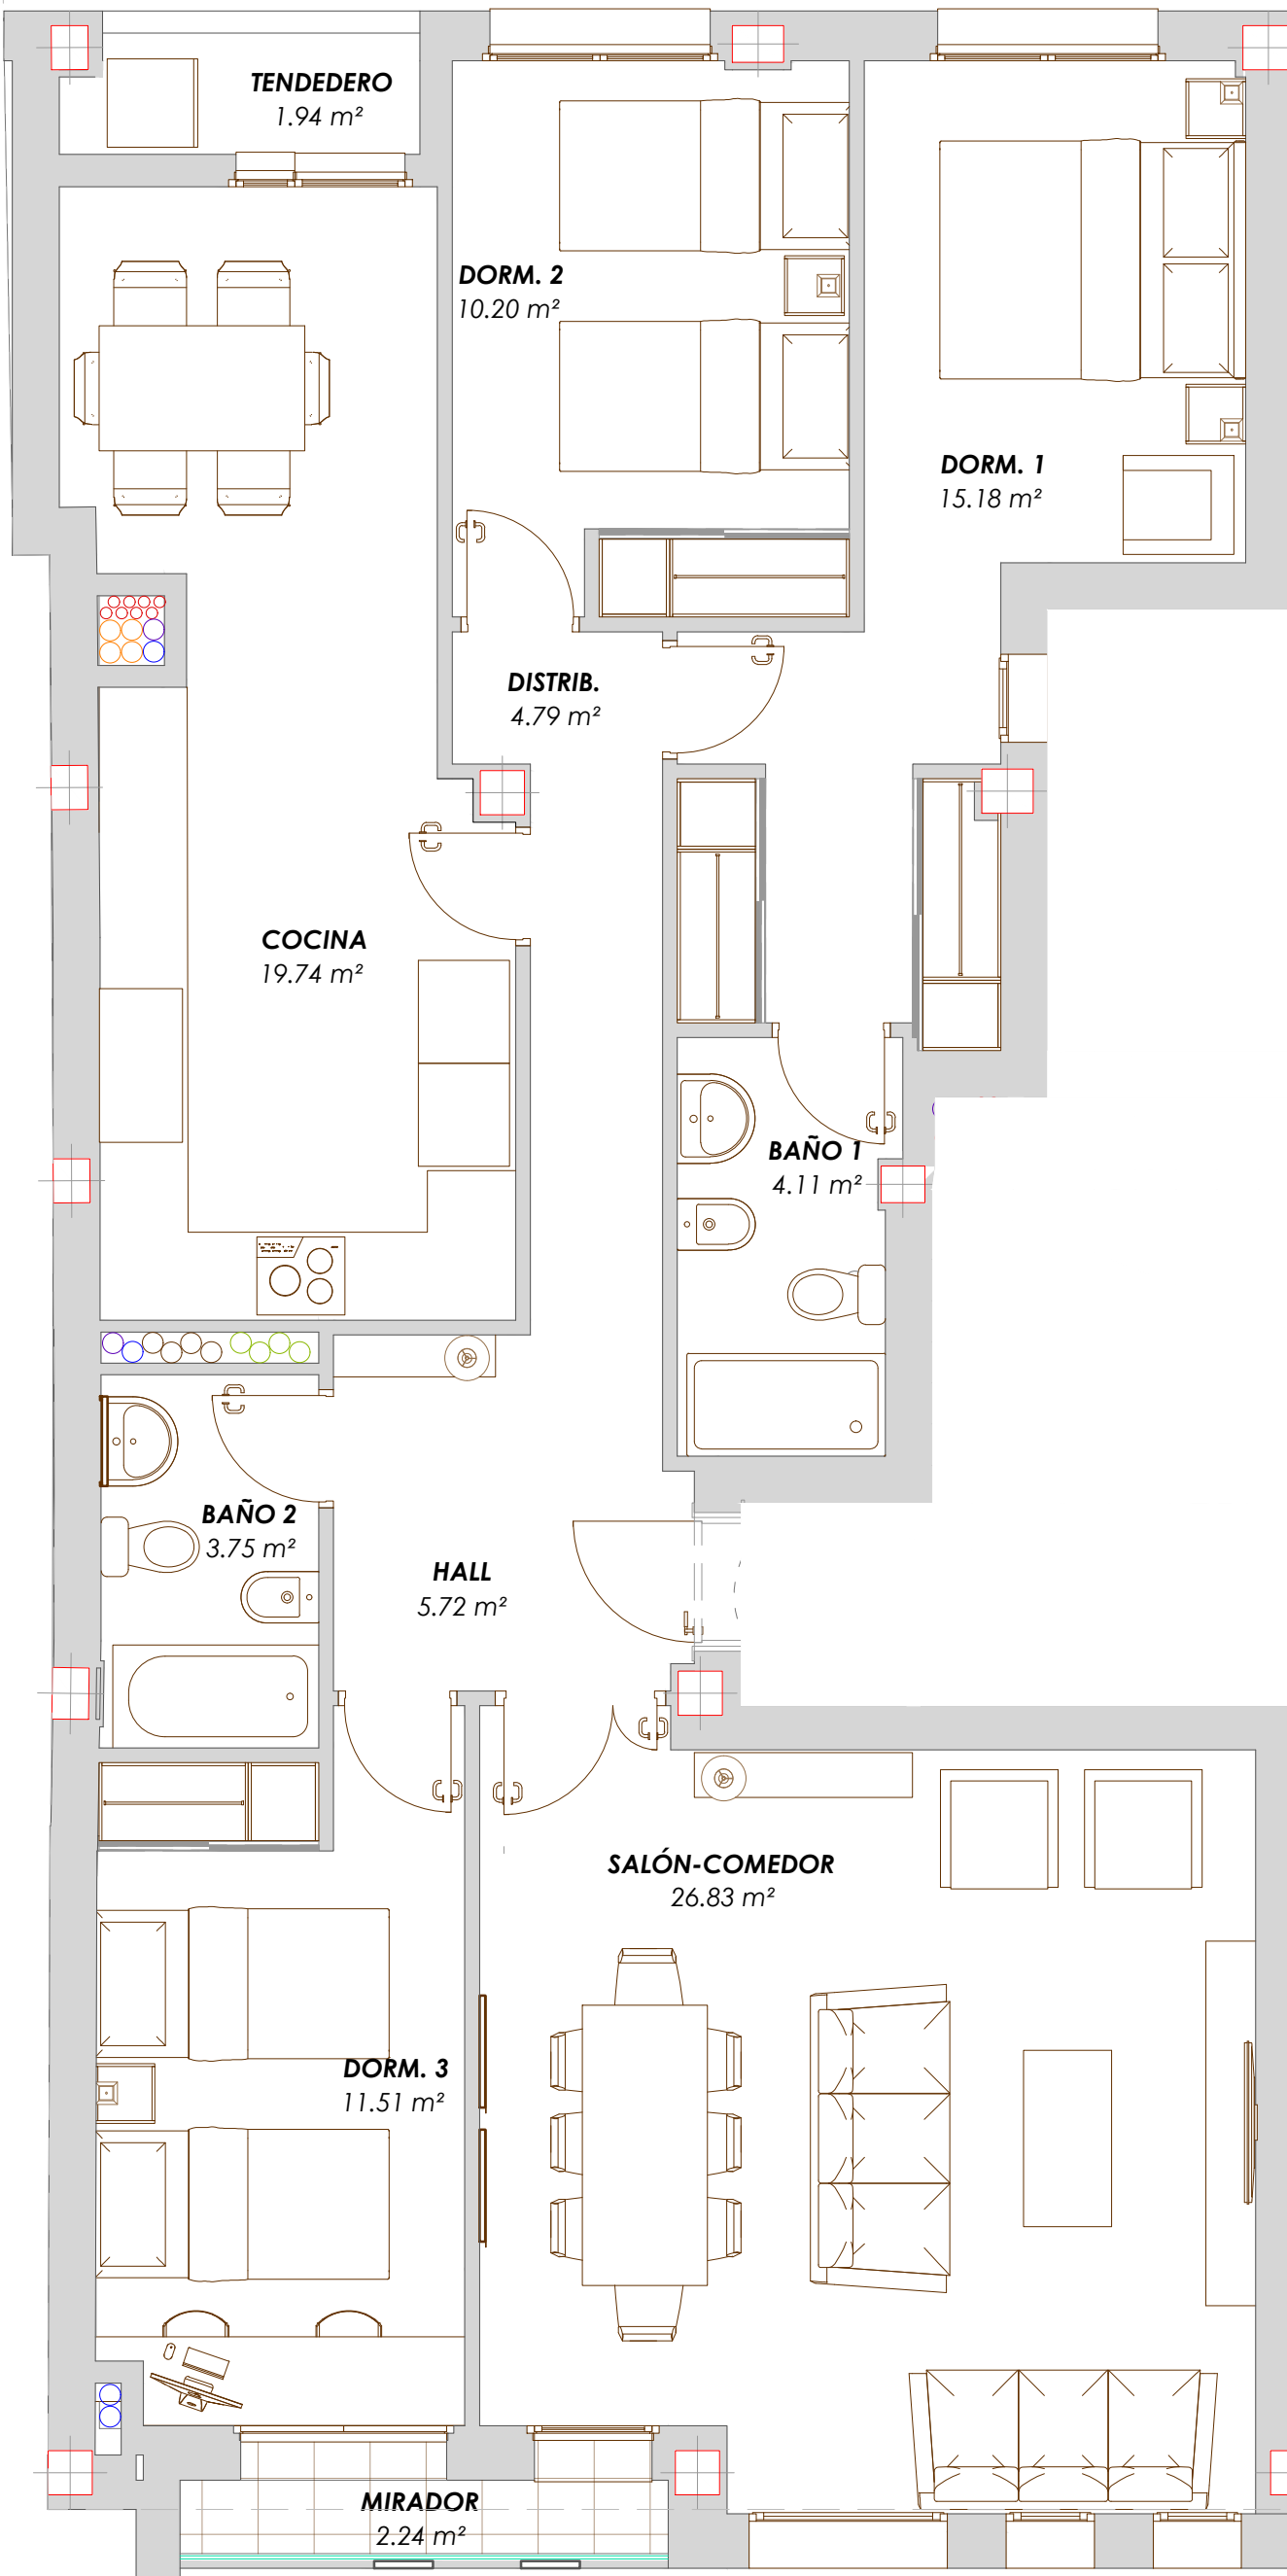 TENDEDERO
1.94 m²
DORM. 2
10.20 m²
DORM. 1
15.18 m²
DISTRIB.
4.79 m²
COCINA
19.74 m²
BAÑO 1
4.11 m²
BAÑO 2
3.75 m²
HALL
5.72 m²
SALÓN-COMEDOR
26.83 m²
DORM. 3
11.51 m²
MIRADOR
2.24 m²